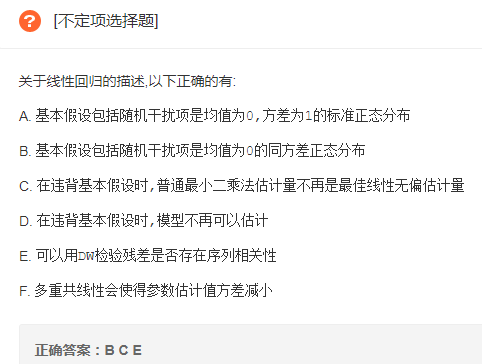 ?
[不定项选择题]
关于线性回归的描述,以下正确的有:
A. 基本假设包括随机干扰项是均值为0,方差为1的标准正态分布
B. 基本假设包括随机干扰项是均值为0的同方差正态分布
C. 在违背基本假设时,普通最小二乘法估计量不再是最佳线性无偏估计量
D. 在违背基本假设时,模型不再可以估计
E. 可以用DW检验残差是否存在序列相关性
F. 多重共线性会使得参数估计值方差减小
正确答案：B C E